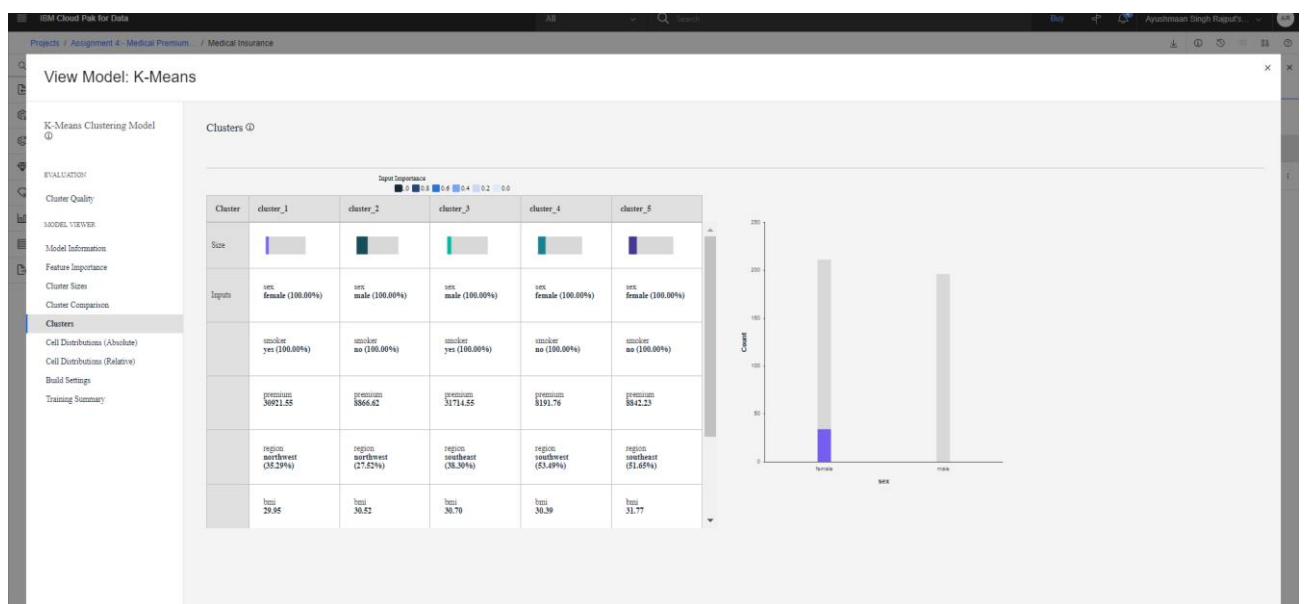 IBM Cloud Pak for Data
All
Search
Buy
Ayushmaan Singh Rajput's...
Projects / Assignment 4:- Medical Premium... / Medical Insurance
View Model: K-Means
K-Means Clustering Model
EVALUATION
Cluster Quality
MODEL VIEWER
Model Information
Feature Importance
Cluster Sizes
Cluster Comparison
Clusters
Cell Distributions (Absolute)
Cell Distributions (Relative)
Build Settings
Training Summary
Clusters
Input Importance
1.0 0.8 0.6 0.4 0.2 0.0
Cluster cluster_1 cluster_2 cluster_3 cluster_4 cluster_5
Size
Inputs
sex sex sex sex sex
female (100.00%) male (100.00%) male (100.00%) female (100.00%) female (100.00%)
smoker smoker smoker smoker smoker
yes (100.00%) no (100.00%) yes (100.00%) no (100.00%) no (100.00%)
premium premium premium premium premium
30921.55 8866.62 31714.55 8191.76 8842.23
region region region region region
northwest northwest southeast southwest southeast
(35.29%) (27.52%) (38.30%) (53.49%) (51.65%)
bmi bmi bmi bmi bmi
29.95 30.52 30.70 30.39 31.77
250
200
150
100
50
0
Count
female male
sex